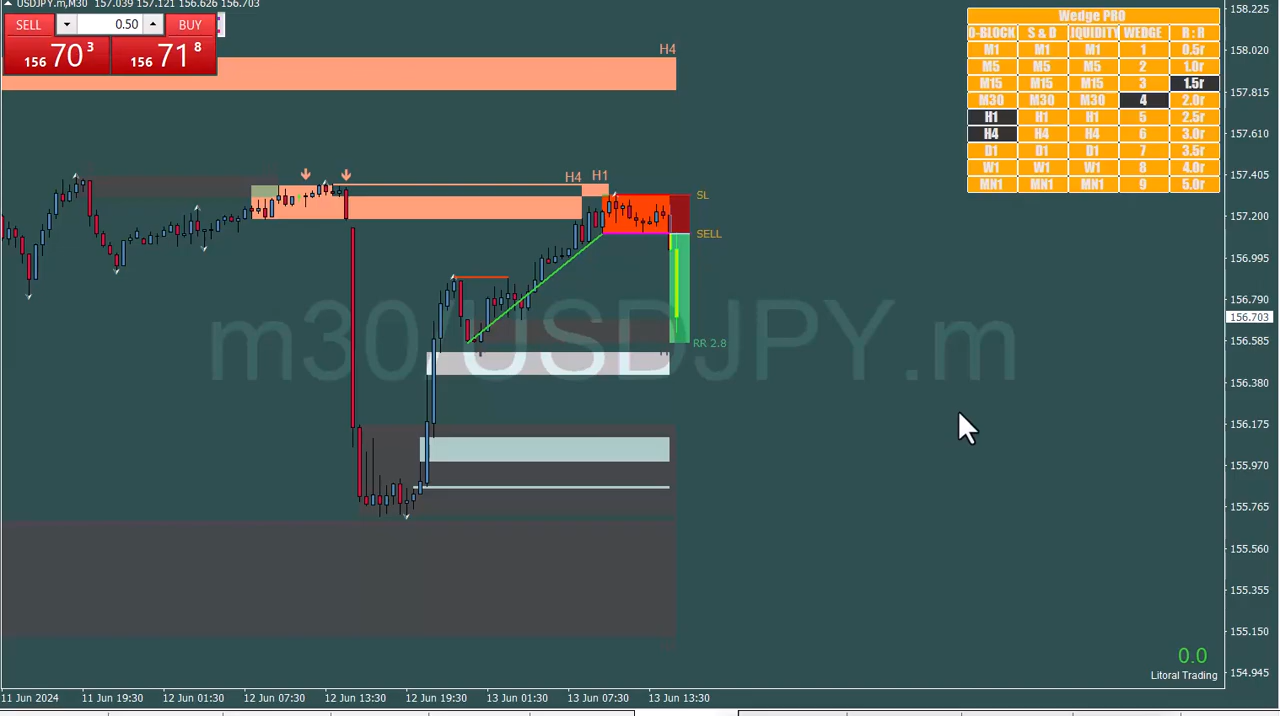 USDJPY.m,M30 157.039 157.121 156.626 156.703
SELL 0.50 BUY
156 70 3 156 71 8
Wedge PRO
O-BLOCK S & D IQUIDITY WEDGE R : R
M1 M1 M1 1 0.5r
M5 M5 M5 2 1.0r
M15 M15 M15 3 1.5r
M30 M30 M30 4 2.0r
H1 H1 H1 5 2.5r
H4 H4 H4 6 3.0r
D1 D1 D1 7 3.5r
W1 W1 W1 8 4.0r
MN1 MN1 MN1 9 5.0r
H4
H4 H1
SL
SELL
RR 2.8
m30/USDJPY.m
158.225
158.020
157.815
157.610
157.405
157.200
156.995
156.790
156.703
156.585
156.380
156.175
155.970
155.765
155.560
155.355
155.150
154.945
0.0
Litoral Trading
11 Jun 2024 11 Jun 19:30 12 Jun 01:30 12 Jun 07:30 12 Jun 13:30 12 Jun 19:30 13 Jun 01:30 13 Jun 07:30 13 Jun 13:30